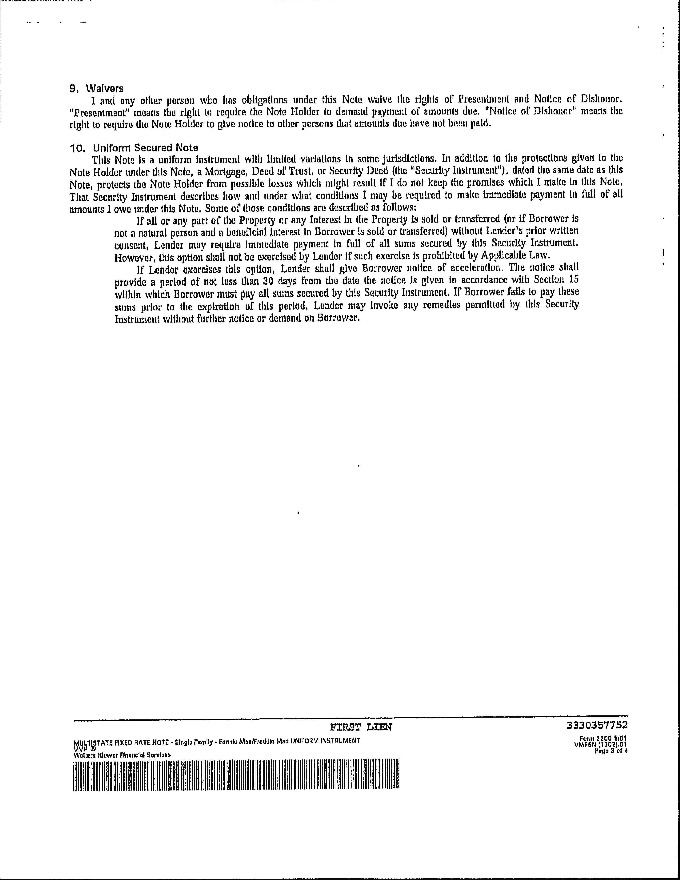 9. Waivers
I and any other person who has obligations under this Note waive the rights of Presentment and Notice of Dishonor.
"Presentment" means the right to require the Note Holder to demand payment of amounts due. "Notice of Dishonor" means the
right to require the Note Holder to give notice to other persons that amounts due have not been paid.
10. Uniform Secured Note
This Note is a uniform instrument with limited variations in some jurisdictions. In addition to the protections given to the
Note Holder under this Note, a Mortgage, Deed of Trust, or Security Deed (the "Security Instrument"), dated the same date as this
Note, protects the Note Holder from possible losses which might result if I do not keep the promises which I make in this Note.
That Security Instrument describes how and under what conditions I may be required to make immediate payment in full of all
amounts I owe under this Note. Some of those conditions are described as follows:
If all or any part of the Property or any Interest in the Property is sold or transferred (or if Borrower is
not a natural person and a beneficial interest in Borrower is sold or transferred) without Lender's prior written
consent, Lender may require immediate payment in full of all sums secured by this Security Instrument.
However, this option shall not be exercised by Lender if such exercise is prohibited by Applicable Law.
If Lender exercises this option, Lender shall give Borrower notice of acceleration. The notice shall
provide a period of not less than 30 days from the date the notice is given in accordance with Section 15
within which Borrower must pay all sums secured by this Security Instrument. If Borrower fails to pay these
sums prior to the expiration of this period, Lender may invoke any remedies permitted by this Security
Instrument without further notice or demand on Borrower.
FIRST LIEN
3330357752
MULTISTATE FIXED RATE NOTE - Single Family - Fannie Mae/Freddie Mac UNIFORM INSTRUMENT
Form 3200 1/01
VMP5N (1302).01
Wolters Kluwer Financial Services
Page 3 of 4